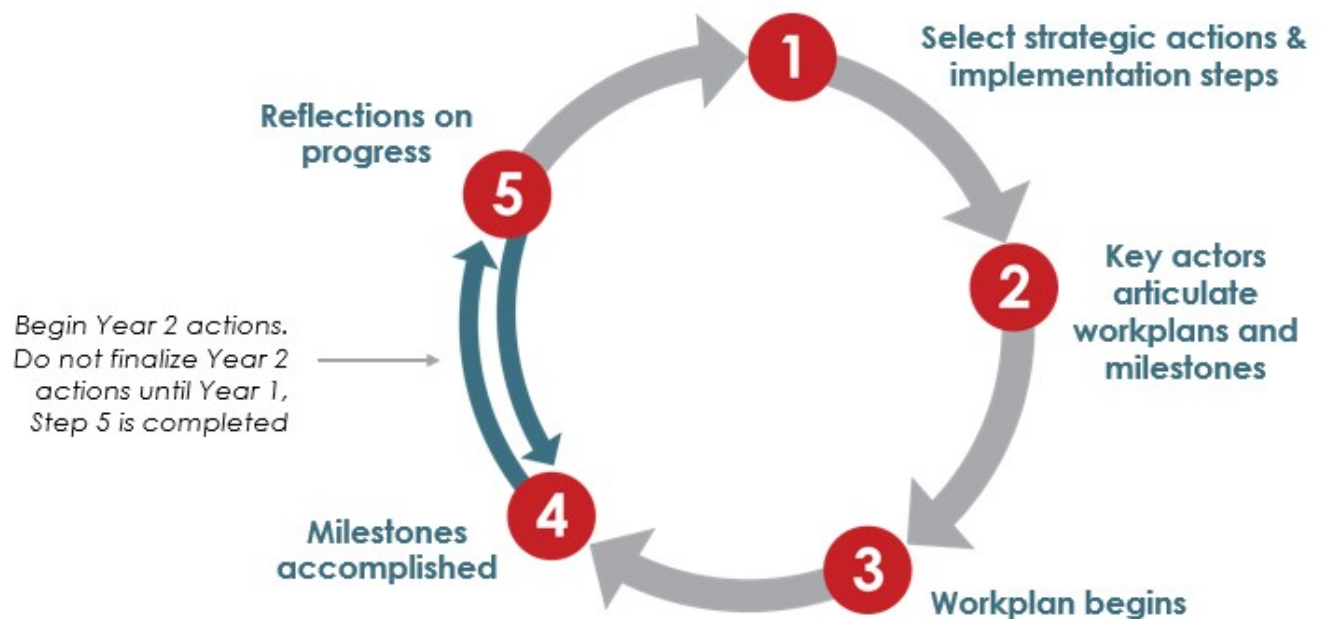 1
Select strategic actions &
implementation steps
2
Key actors
articulate
workplans and
milestones
3
Workplan begins
4
Milestones
accomplished
5
Reflections on
progress
Begin Year 2 actions.
Do not finalize Year 2
actions until Year 1,
Step 5 is completed